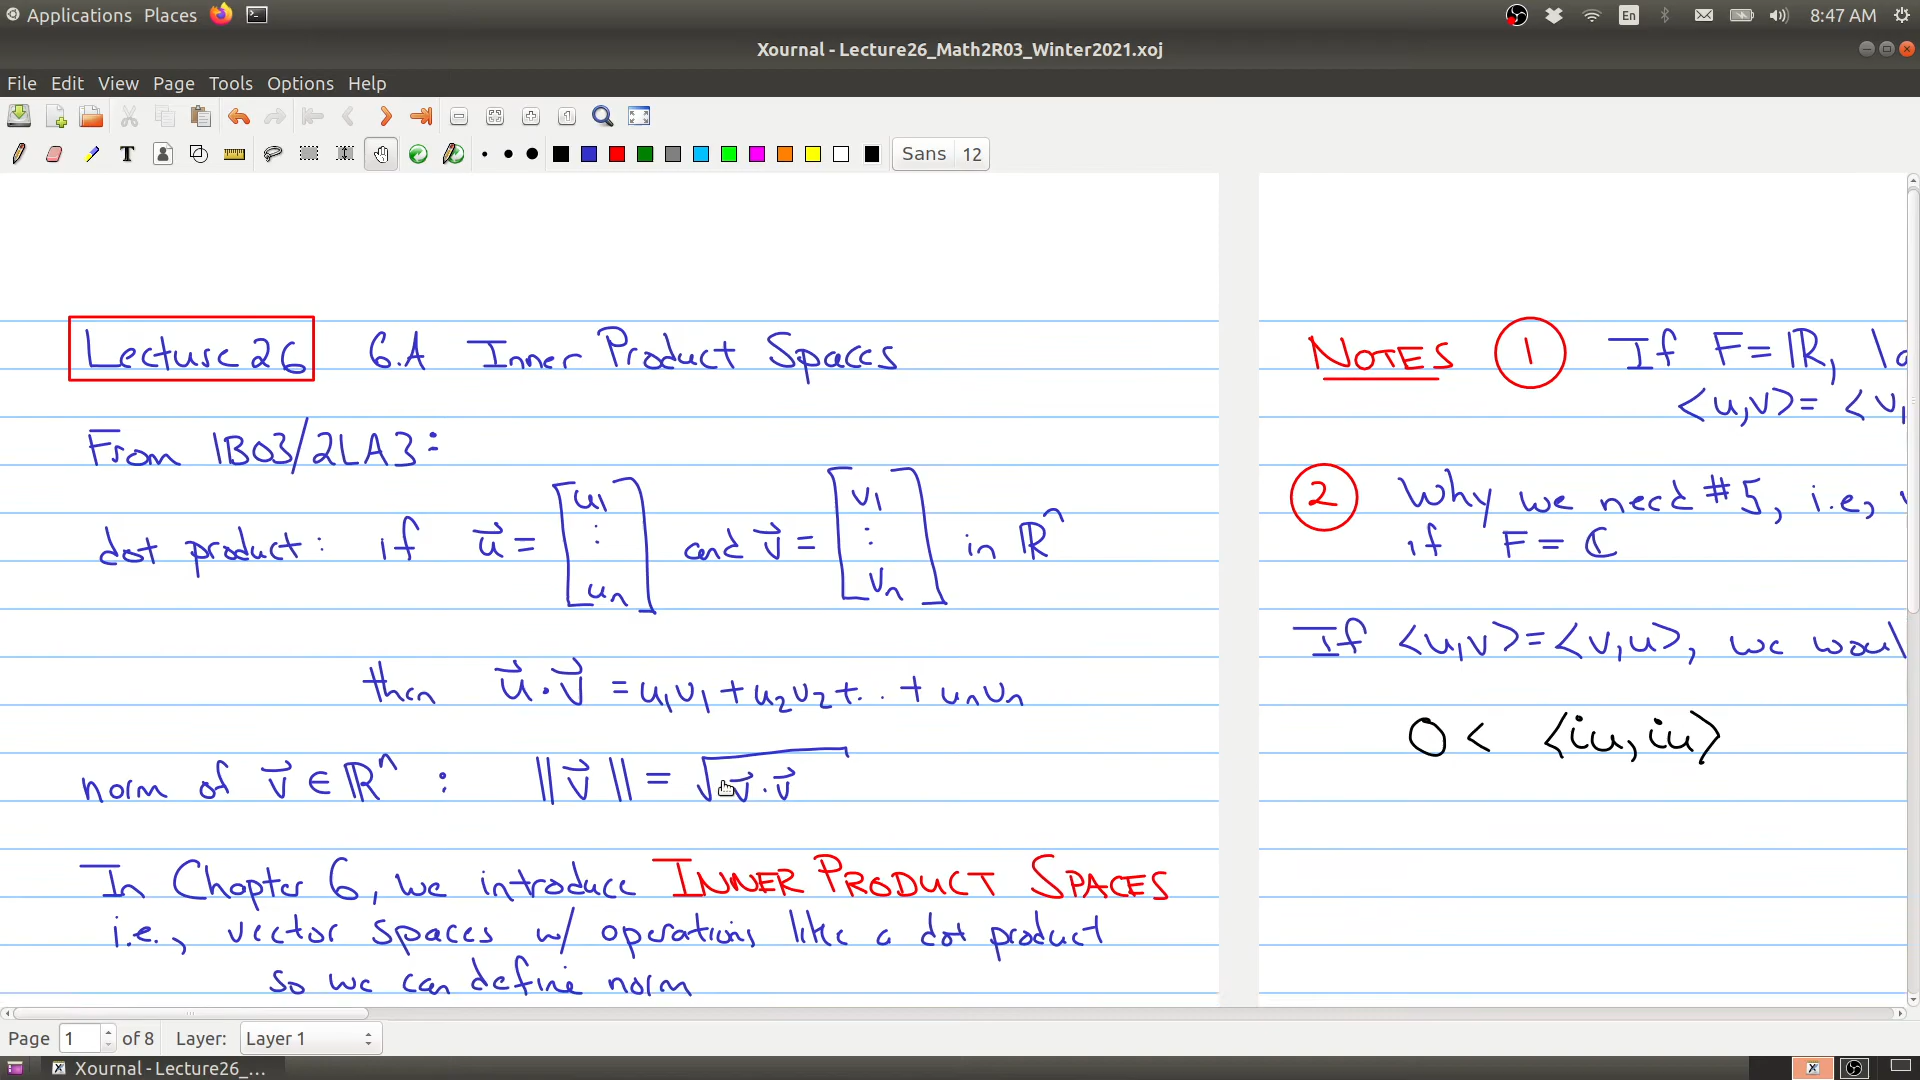 Applications Places En 8:47 AM
Xournal - Lecture26_Math2R03_Winter2021.xoj
File Edit View Page Tools Options Help
T Sans 12
Lecture 26 6.A Inner Product Spaces
From 1B03/2LA3:
dot product: if u⃗ = [u1 ⋮ un] and v⃗ = [v1 ⋮ vn] in ℝⁿ
then u⃗ · v⃗ = u1v1 + u2v2 + ... + unvn
norm of v⃗ ∈ ℝⁿ : ‖v⃗‖ = √v⃗ · v⃗
In Chapter 6, we introduce INNER PRODUCT SPACES
i.e., vector spaces w/ operations like a dot product
so we can define norm
NOTES ① If F = ℝ,
<u,v> = <v,
② Why we need #5, i.e,
if F = ℂ
If <u,v> = <v,u>, we woul
0 < <iu, iu>
Page 1 of 8 Layer: Layer 1
Xournal - Lecture26_...